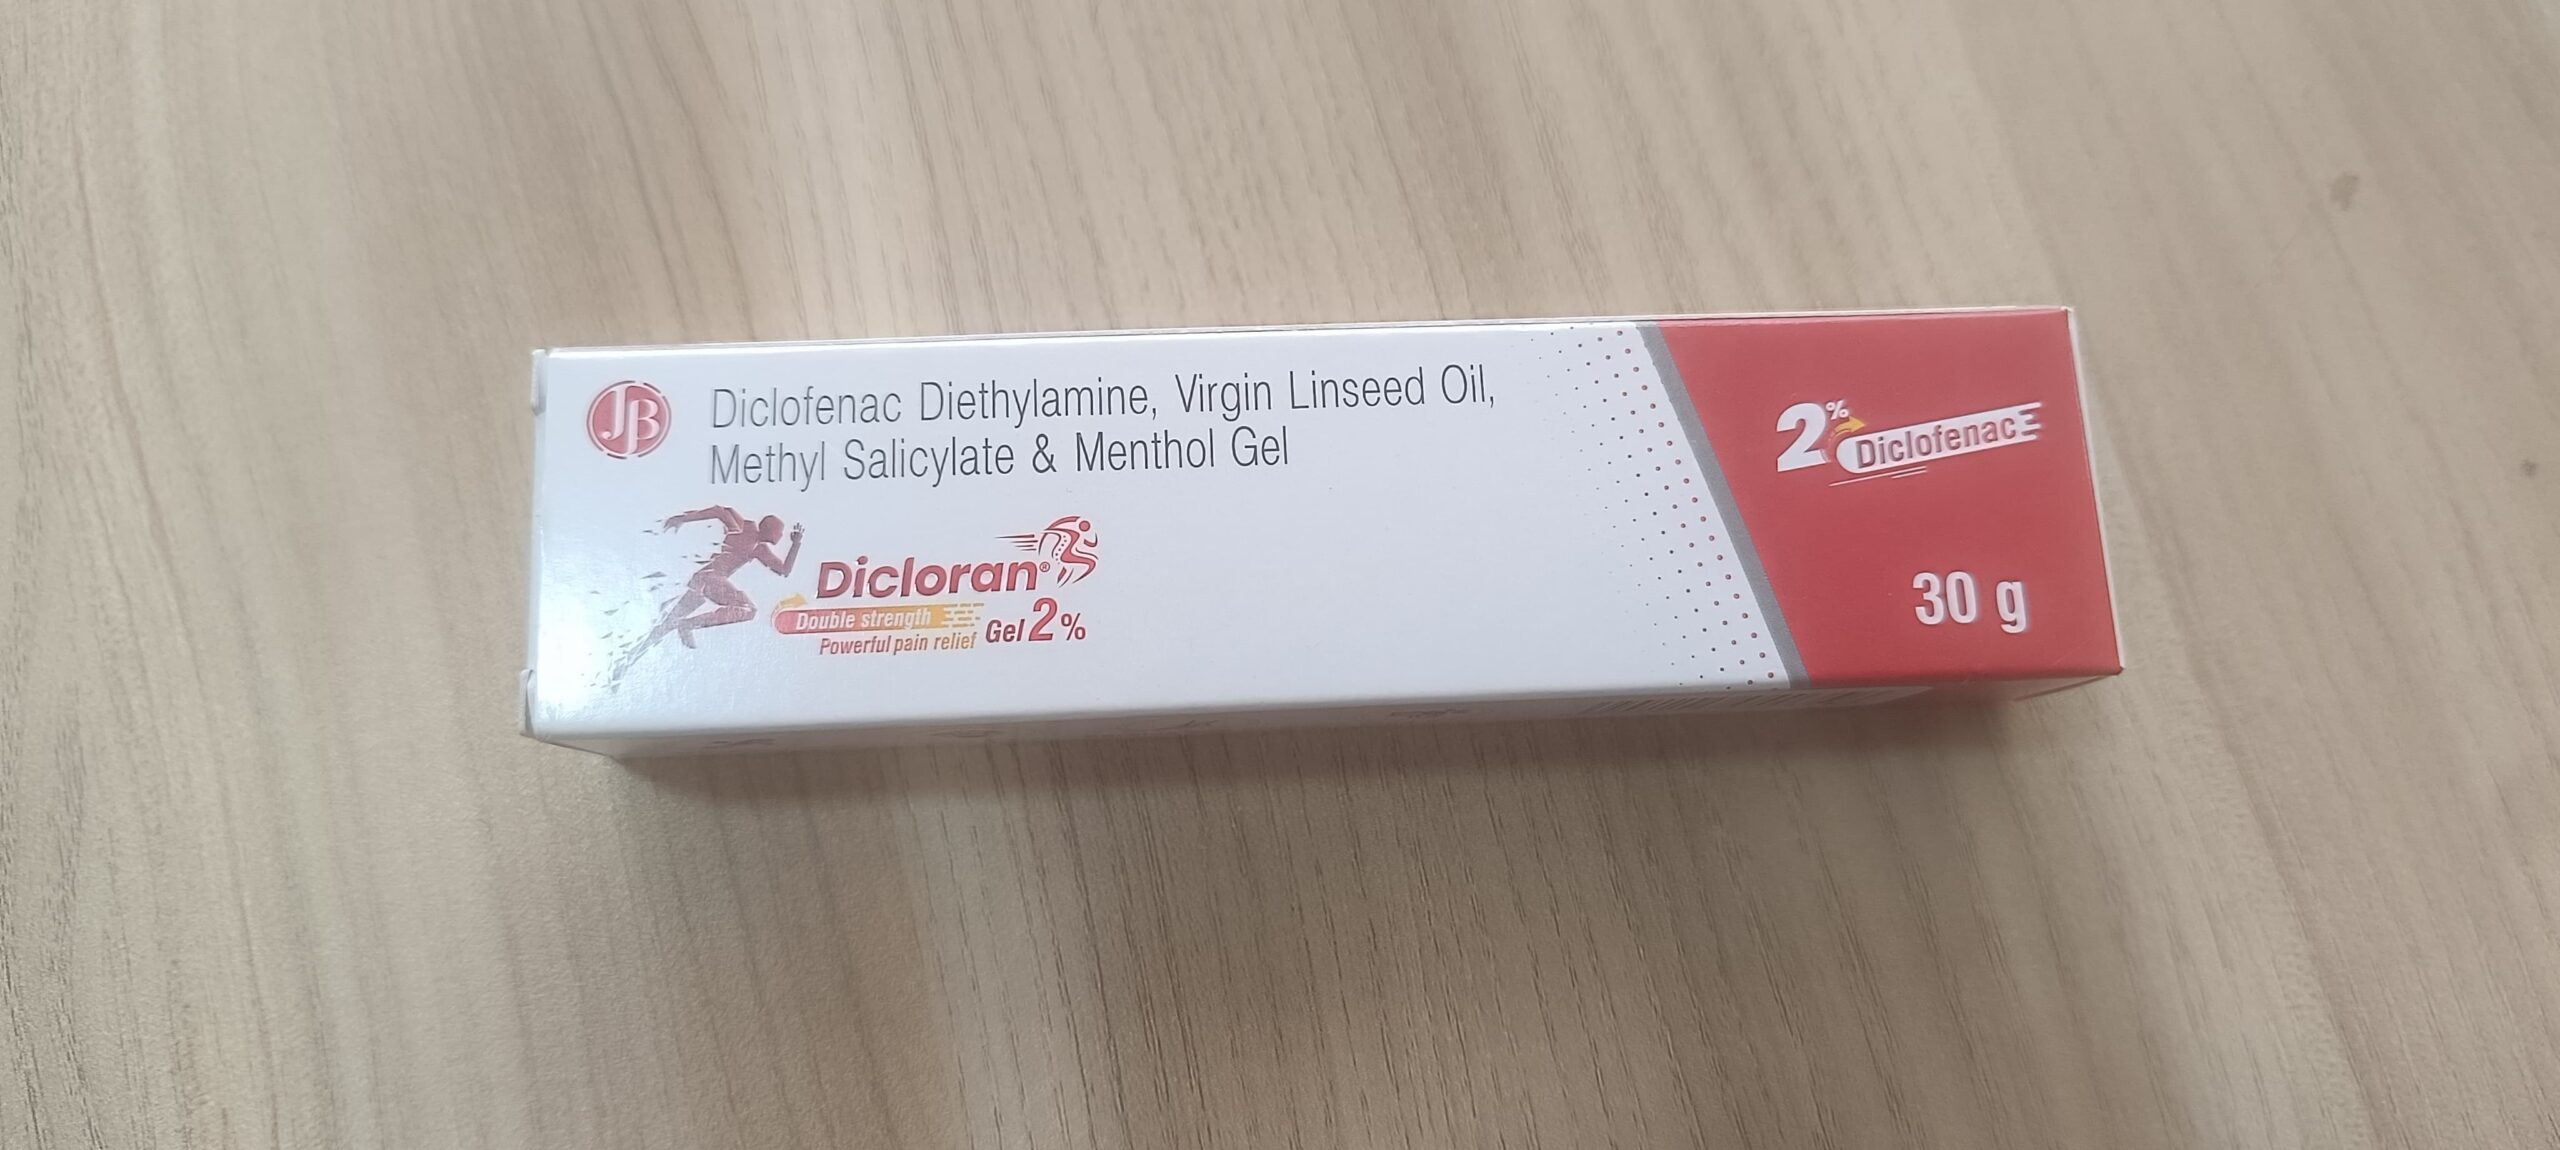 JB
Diclofenac Diethylamine, Virgin Linseed Oil,
Methyl Salicylate & Menthol Gel
Dicloran®
Double strength
Powerful pain relief
Gel 2%
2% Diclofenac
30 g